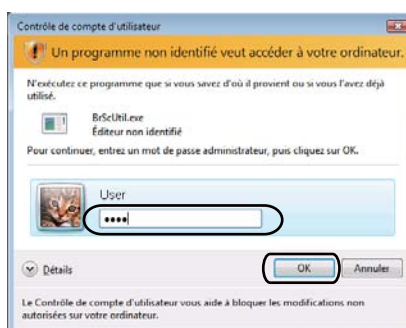 Contrôle de compte d'utilisateur
Un programme non identifié veut accéder à votre ordinateur.
N'exécutez ce programme que si vous savez d'où il provient ou si vous l'avez déjà
utilisé.
BrScUtil.exe
Éditeur non identifié
Pour continuer, entrez un mot de passe administrateur, puis cliquez sur OK.
User
••••
Détails
OK
Annuler
Le Contrôle de compte d'utilisateur vous aide à bloquer les modifications non
autorisées sur votre ordinateur.